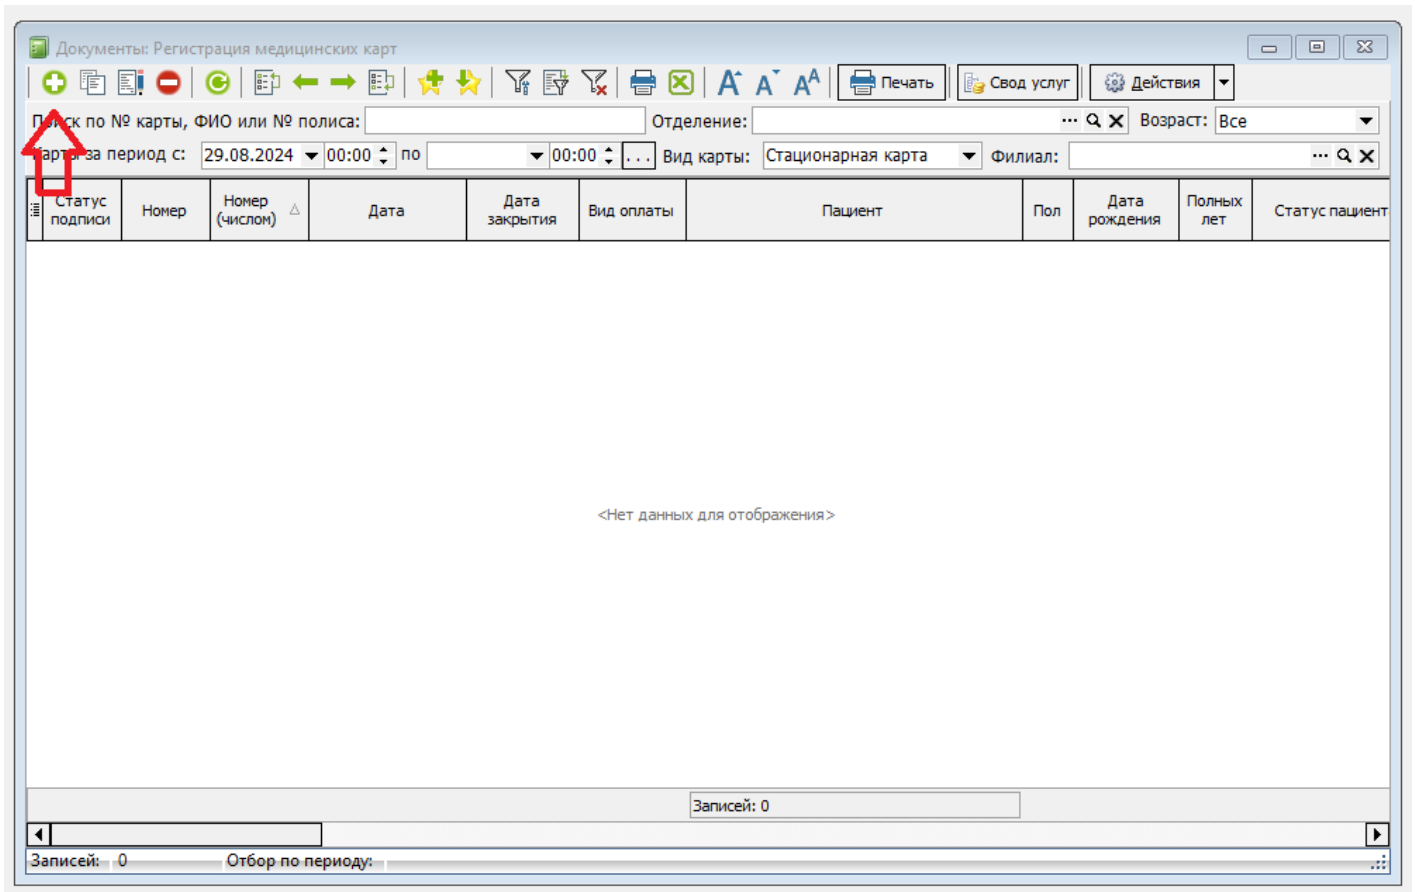 Документы: Регистрация медицинских карт
Печать Свод услуг Действия
Поиск по № карты, ФИО или № полиса: Отделение: Возраст: Все
Карты за период с: 29.08.2024 00:00 по 00:00 ... Вид карты: Стационарная карта Филиал:
Статус подписи Номер Номер (числом) Дата Дата закрытия Вид оплаты Пациент Пол Дата рождения Полных лет Статус пациент
<Нет данных для отображения>
Записей: 0
Записей: 0 Отбор по периоду: